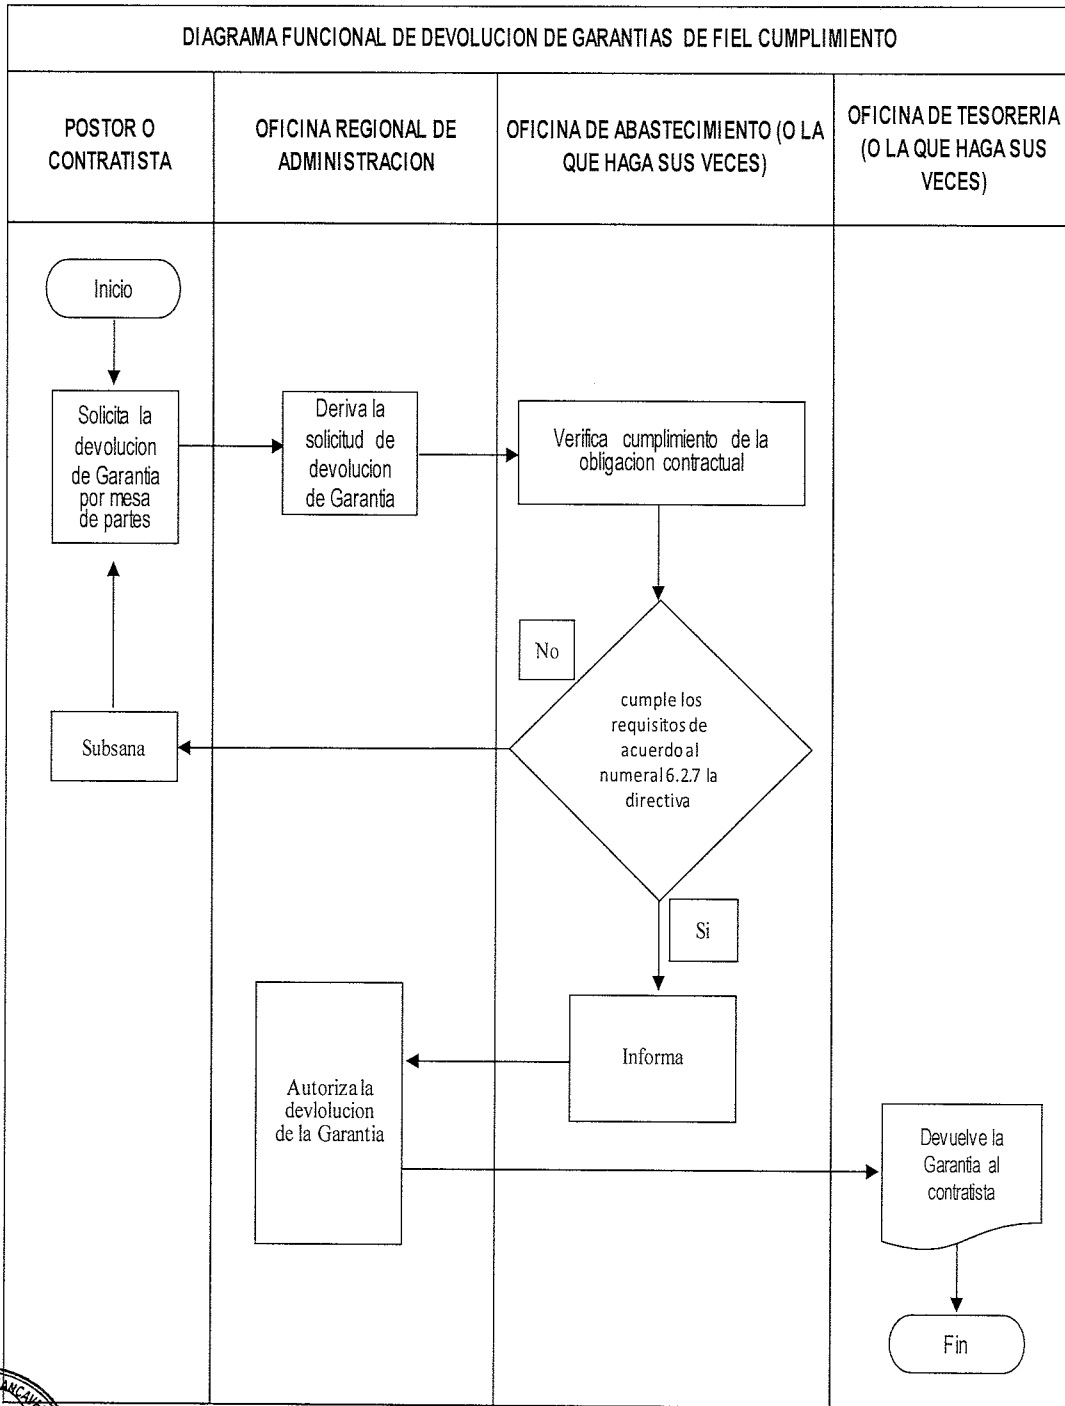 DIAGRAMA FUNCIONAL DE DEVOLUCION DE GARANTIAS DE FIEL CUMPLIMIENTO
POSTOR O
CONTRATISTA
OFICINA REGIONAL DE
ADMINISTRACION
OFICINA DE ABASTECIMIENTO (O LA
QUE HAGA SUS VECES)
OFICINA DE TESORERIA
(O LA QUE HAGA SUS
VECES)
Inicio
Solicita la
devolucion
de Garantia
por mesa
de partes
Deriva la
solicitud de
devolucion
de Garantia
Verifica cumplimiento de la
obligacion contractual
No
cumple los
requisitos de
acuerdo al
numeral 6.2.7 la
directiva
Subsana
Si
Informa
Autoriza la
devlolucion
de la Garantia
Devuelve la
Garantia al
contratista
Fin